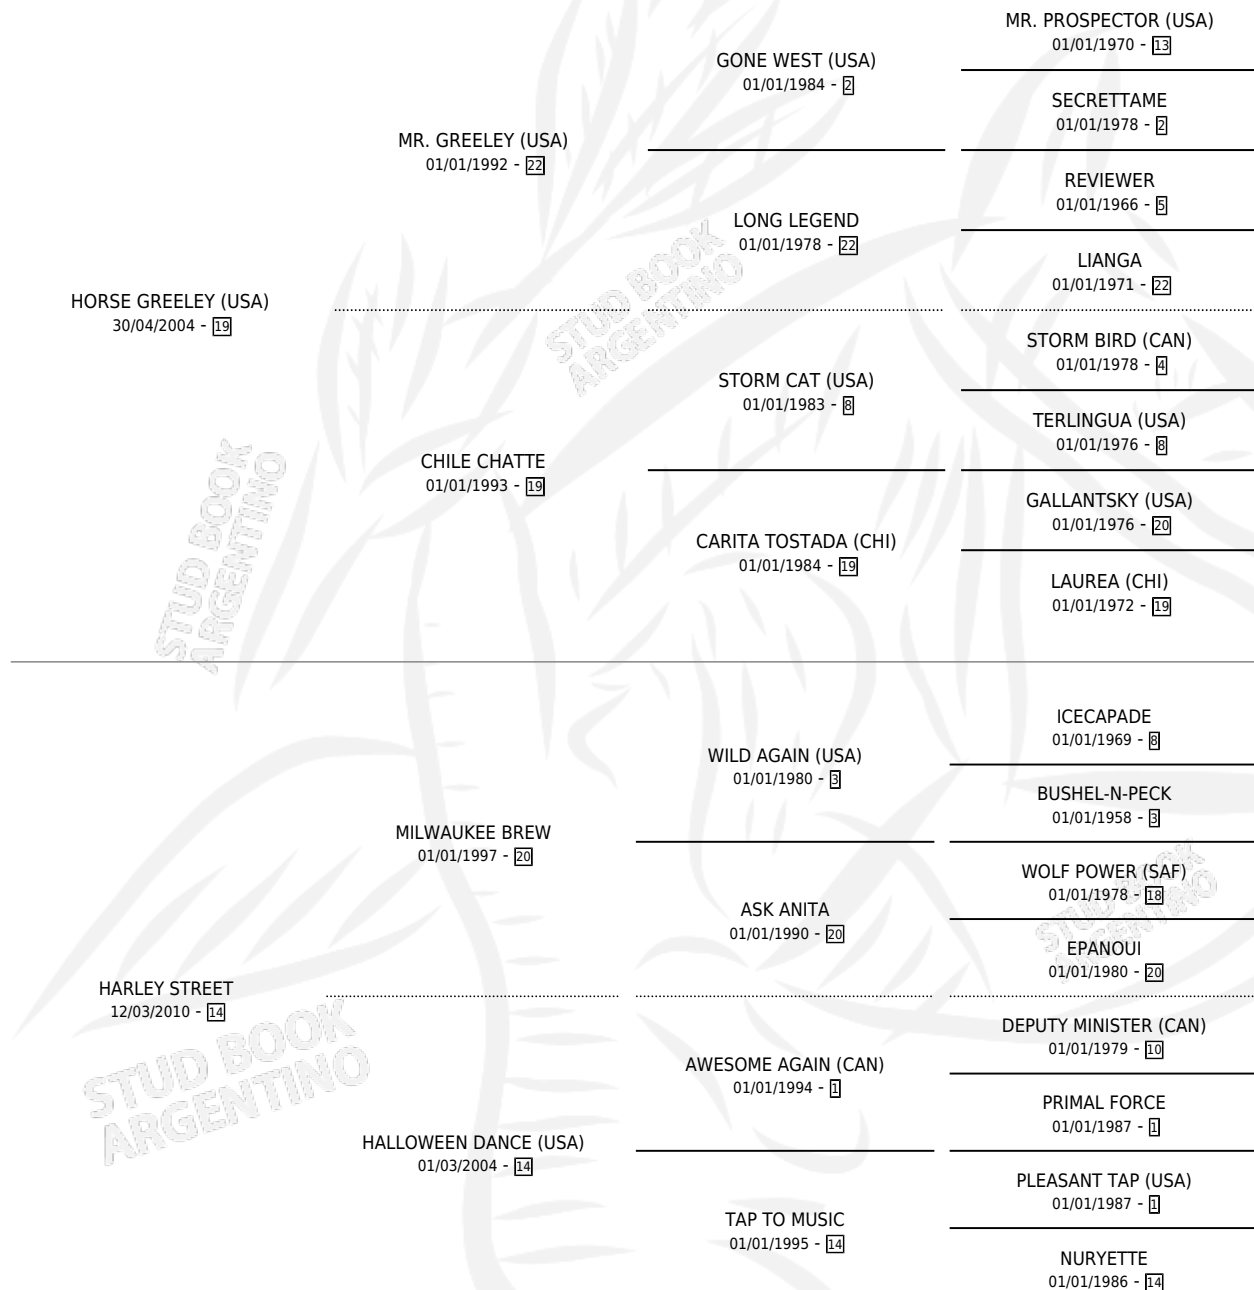 MR. PROSPECTOR (USA)
01/01/1970 - 13
GONE WEST (USA)
01/01/1984 - 2
SECRETTAME
01/01/1978 - 2
MR. GREELEY (USA)
01/01/1992 - 22
REVIEWER
01/01/1966 - 5
LONG LEGEND
01/01/1978 - 22
LIANGA
01/01/1971 - 22
HORSE GREELEY (USA)
30/04/2004 - 19
STORM BIRD (CAN)
01/01/1978 - 4
STORM CAT (USA)
01/01/1983 - 8
TERLINGUA (USA)
01/01/1976 - 8
CHILE CHATTE
01/01/1993 - 19
GALLANTSKY (USA)
01/01/1976 - 20
CARITA TOSTADA (CHI)
01/01/1984 - 19
LAUREA (CHI)
01/01/1972 - 19
ICECAPADE
01/01/1969 - 8
WILD AGAIN (USA)
01/01/1980 - 3
BUSHEL-N-PECK
01/01/1958 - 3
MILWAUKEE BREW
01/01/1997 - 20
WOLF POWER (SAF)
01/01/1978 - 18
ASK ANITA
01/01/1990 - 20
EPANOUI
01/01/1980 - 20
HARLEY STREET
12/03/2010 - 14
DEPUTY MINISTER (CAN)
01/01/1979 - 10
AWESOME AGAIN (CAN)
01/01/1994 - 1
PRIMAL FORCE
01/01/1987 - 1
HALLOWEEN DANCE (USA)
01/03/2004 - 14
PLEASANT TAP (USA)
01/01/1987 - 1
TAP TO MUSIC
01/01/1995 - 14
NURYETTE
01/01/1986 - 14
STUD BOOK
ARGENTINO
STUD BOOK
ARGENTINO
STUD BOOK
ARGENTINO
STUD BOOK
ARGENTINO